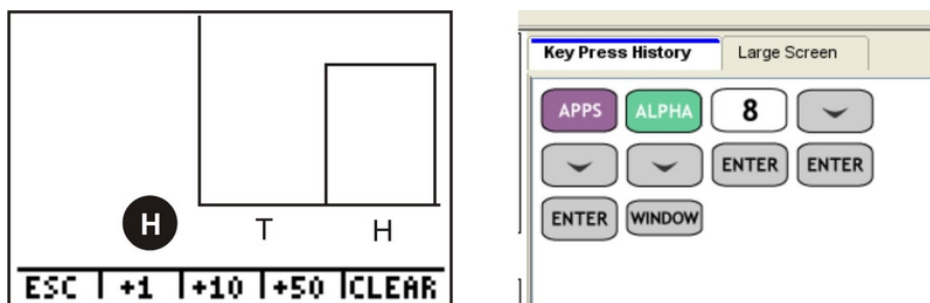 H
T H
ESC +1 +10 +50 CLEAR
Key Press History Large Screen
APPS ALPHA 8
ENTER ENTER
ENTER WINDOW